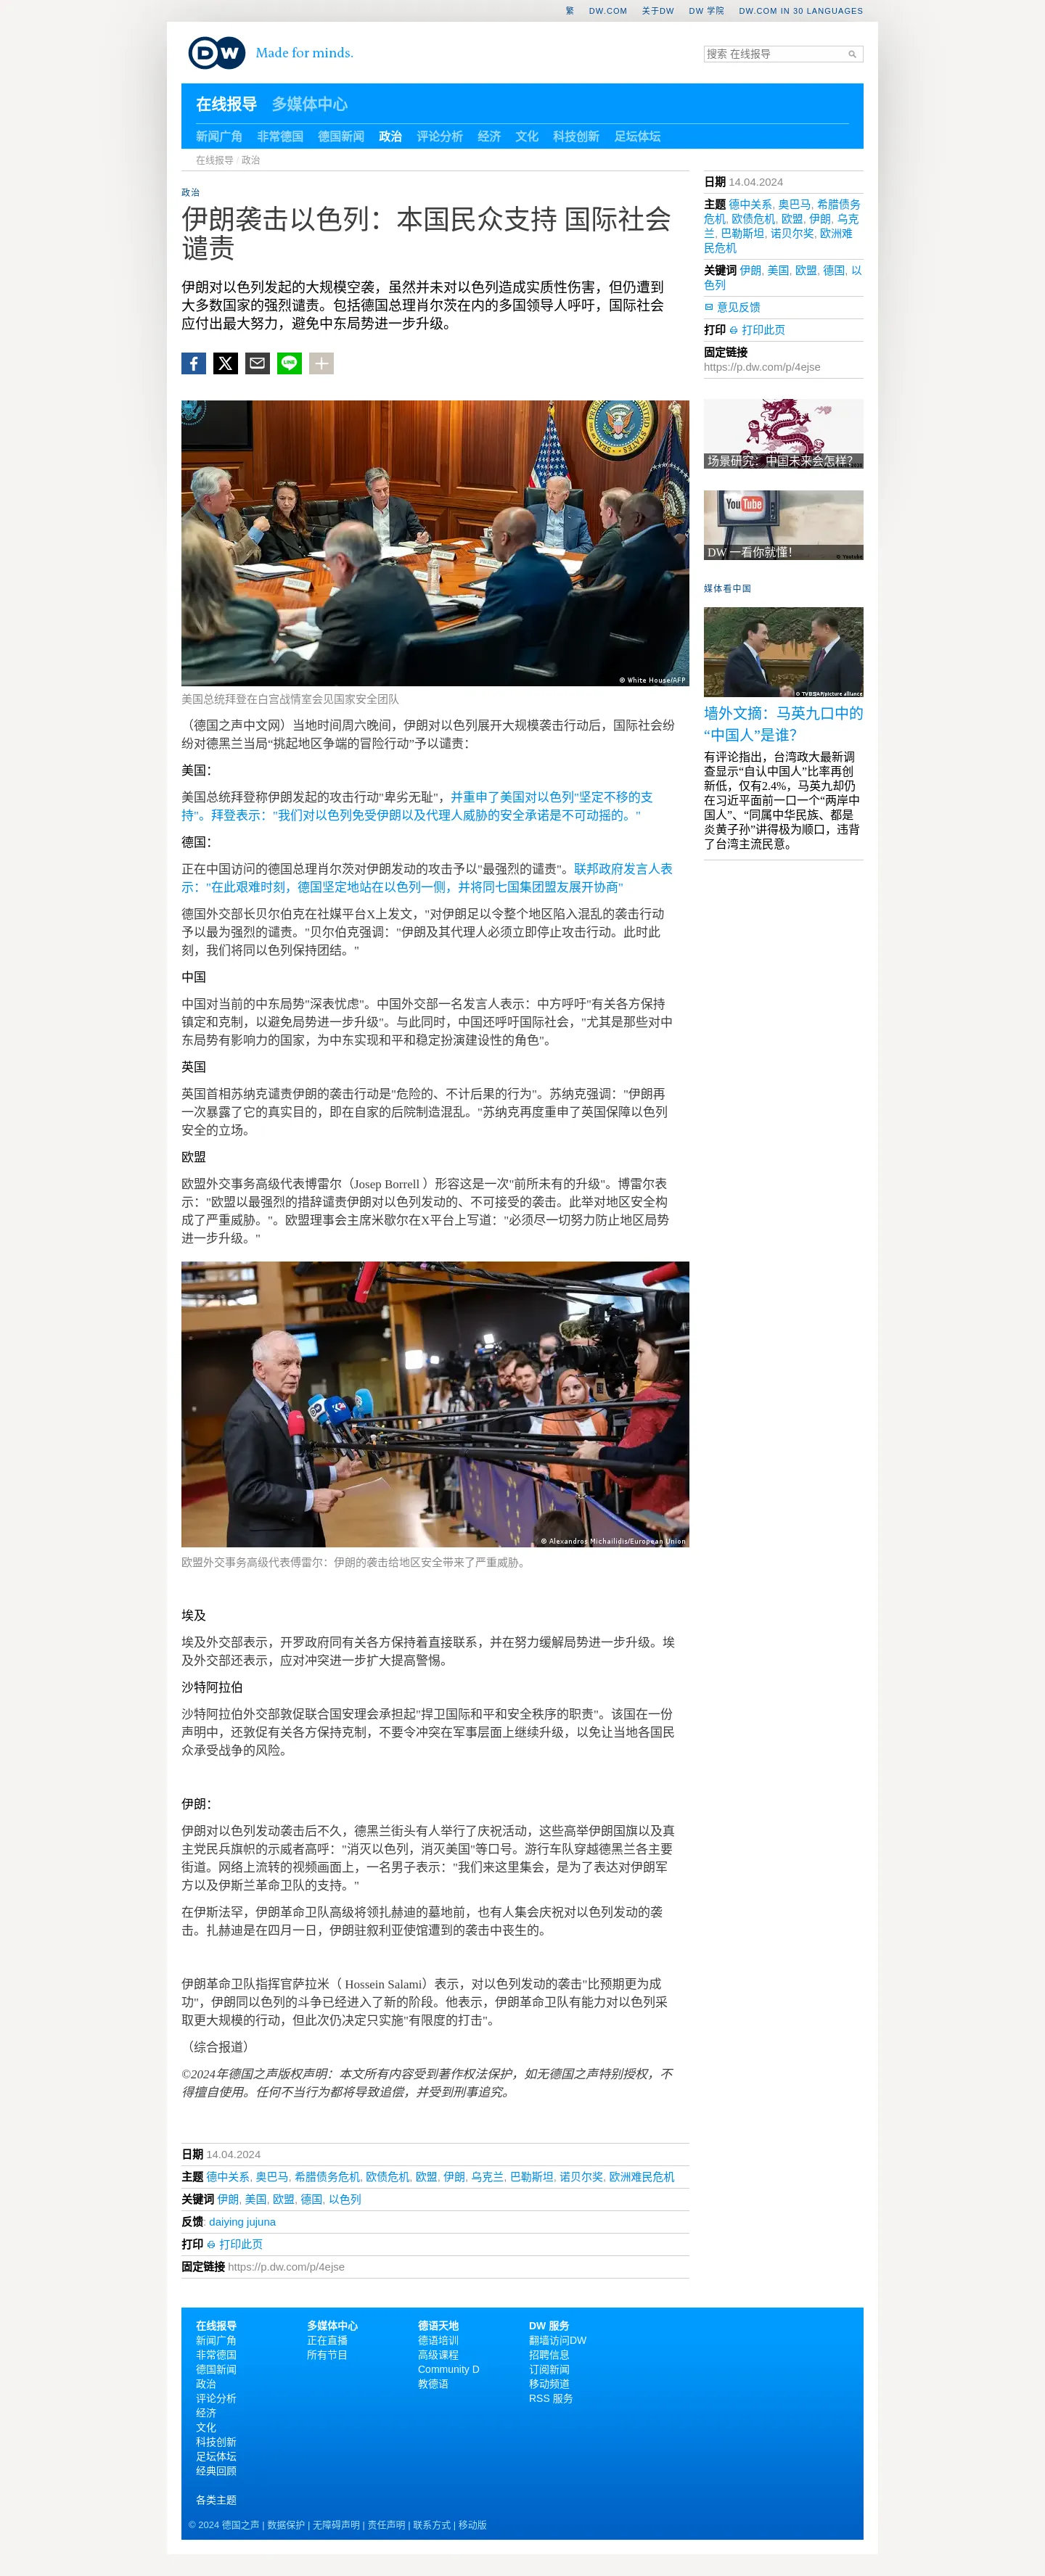 繁 DW.COM 关于DW DW 学院 DW.COM IN 30 LANGUAGES
DW Made for minds.
搜索 在线报导
在线报导 多媒体中心
新闻广角 非常德国 德国新闻 政治 评论分析 经济 文化 科技创新 足坛体坛
在线报导 / 政治
政治
伊朗袭击以色列：本国民众支持 国际社会
谴责
伊朗对以色列发起的大规模空袭，虽然并未对以色列造成实质性伤害，但仍遭到
大多数国家的强烈谴责。包括德国总理肖尔茨在内的多国领导人呼吁，国际社会
应付出最大努力，避免中东局势进一步升级。
LINE
© White House/AFP
美国总统拜登在白宫战情室会见国家安全团队
（德国之声中文网）当地时间周六晚间，伊朗对以色列展开大规模袭击行动后，国际社会纷
纷对德黑兰当局“挑起地区争端的冒险行动”予以谴责：
美国：
美国总统拜登称伊朗发起的攻击行动"卑劣无耻"，并重申了美国对以色列"坚定不移的支
持"。拜登表示："我们对以色列免受伊朗以及代理人威胁的安全承诺是不可动摇的。"
德国：
正在中国访问的德国总理肖尔茨对伊朗发动的攻击予以"最强烈的谴责"。联邦政府发言人表
示："在此艰难时刻，德国坚定地站在以色列一侧，并将同七国集团盟友展开协商"
德国外交部长贝尔伯克在社媒平台X上发文，"对伊朗足以令整个地区陷入混乱的袭击行动
予以最为强烈的谴责。"贝尔伯克强调："伊朗及其代理人必须立即停止攻击行动。此时此
刻，我们将同以色列保持团结。"
中国
中国对当前的中东局势"深表忧虑"。中国外交部一名发言人表示：中方呼吁"有关各方保持
镇定和克制，以避免局势进一步升级"。与此同时，中国还呼吁国际社会，"尤其是那些对中
东局势有影响力的国家，为中东实现和平和稳定扮演建设性的角色"。
英国
英国首相苏纳克谴责伊朗的袭击行动是"危险的、不计后果的行为"。苏纳克强调："伊朗再
一次暴露了它的真实目的，即在自家的后院制造混乱。"苏纳克再度重申了英国保障以色列
安全的立场。
欧盟
欧盟外交事务高级代表博雷尔（Josep Borrell ）形容这是一次"前所未有的升级"。博雷尔表
示："欧盟以最强烈的措辞谴责伊朗对以色列发动的、不可接受的袭击。此举对地区安全构
成了严重威胁。"。欧盟理事会主席米歇尔在X平台上写道："必须尽一切努力防止地区局势
进一步升级。"
© Alexandros Michailidis/European Union
欧盟外交事务高级代表傅雷尔：伊朗的袭击给地区安全带来了严重威胁。
埃及
埃及外交部表示，开罗政府同有关各方保持着直接联系，并在努力缓解局势进一步升级。埃
及外交部还表示，应对冲突进一步扩大提高警惕。
沙特阿拉伯
沙特阿拉伯外交部敦促联合国安理会承担起"捍卫国际和平和安全秩序的职责"。该国在一份
声明中，还敦促有关各方保持克制，不要令冲突在军事层面上继续升级，以免让当地各国民
众承受战争的风险。
伊朗：
伊朗对以色列发动袭击后不久，德黑兰街头有人举行了庆祝活动，这些高举伊朗国旗以及真
主党民兵旗帜的示威者高呼："消灭以色列，消灭美国"等口号。游行车队穿越德黑兰各主要
街道。网络上流转的视频画面上，一名男子表示："我们来这里集会，是为了表达对伊朗军
方以及伊斯兰革命卫队的支持。"
在伊斯法罕，伊朗革命卫队高级将领扎赫迪的墓地前，也有人集会庆祝对以色列发动的袭
击。扎赫迪是在四月一日，伊朗驻叙利亚使馆遭到的袭击中丧生的。
伊朗革命卫队指挥官萨拉米（ Hossein Salami）表示，对以色列发动的袭击"比预期更为成
功"，伊朗同以色列的斗争已经进入了新的阶段。他表示，伊朗革命卫队有能力对以色列采
取更大规模的行动，但此次仍决定只实施"有限度的打击"。
（综合报道）
©2024年德国之声版权声明：本文所有内容受到著作权法保护，如无德国之声特别授权，不
得擅自使用。任何不当行为都将导致追偿，并受到刑事追究。
日期 14.04.2024
主题 德中关系, 奥巴马, 希腊债务危机, 欧债危机, 欧盟, 伊朗, 乌克兰, 巴勒斯坦, 诺贝尔奖, 欧洲难民危机
关键词 伊朗, 美国, 欧盟, 德国, 以色列
反馈: daiying jujuna
打印 打印此页
固定链接 https://p.dw.com/p/4ejse
日期 14.04.2024
主题 德中关系, 奥巴马, 希腊债务
危机, 欧债危机, 欧盟, 伊朗, 乌克
兰, 巴勒斯坦, 诺贝尔奖, 欧洲难
民危机
关键词 伊朗, 美国, 欧盟, 德国, 以
色列
意见反馈
打印 打印此页
固定链接
https://p.dw.com/p/4ejse
场景研究：中国未来会怎样？
YouTube
DW 一看你就懂！
© Youtube
媒体看中国
© TVBS/AP/picture alliance
墙外文摘：马英九口中的
“中国人”是谁？
有评论指出，台湾政大最新调
查显示“自认中国人”比率再创
新低，仅有2.4%，马英九却仍
在习近平面前一口一个“两岸中
国人”、“同属中华民族、都是
炎黄子孙”讲得极为顺口，违背
了台湾主流民意。
在线报导
新闻广角
非常德国
德国新闻
政治
评论分析
经济
文化
科技创新
足坛体坛
经典回顾
各类主题
多媒体中心
正在直播
所有节目
德语天地
德语培训
高级课程
Community D
教德语
DW 服务
翻墙访问DW
招聘信息
订阅新闻
移动频道
RSS 服务
© 2024 德国之声 | 数据保护 | 无障碍声明 | 责任声明 | 联系方式 | 移动版